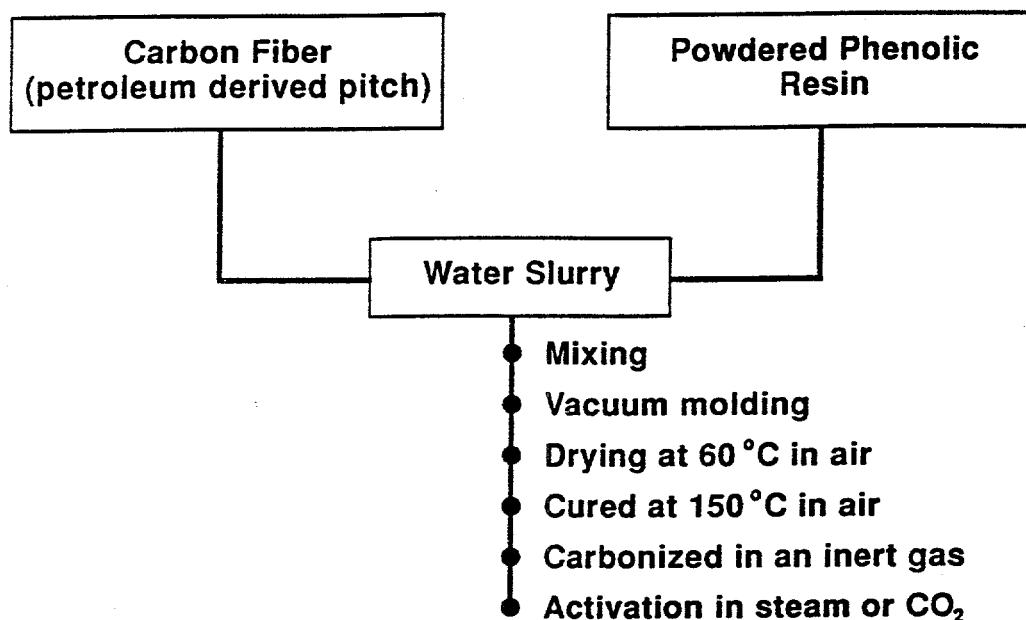 Carbon Fiber
(petroleum derived pitch)
Powdered Phenolic
Resin
Water Slurry
Mixing
Vacuum molding
Drying at 60 °C in air
Cured at 150 °C in air
Carbonized in an inert gas
Activation in steam or CO₂